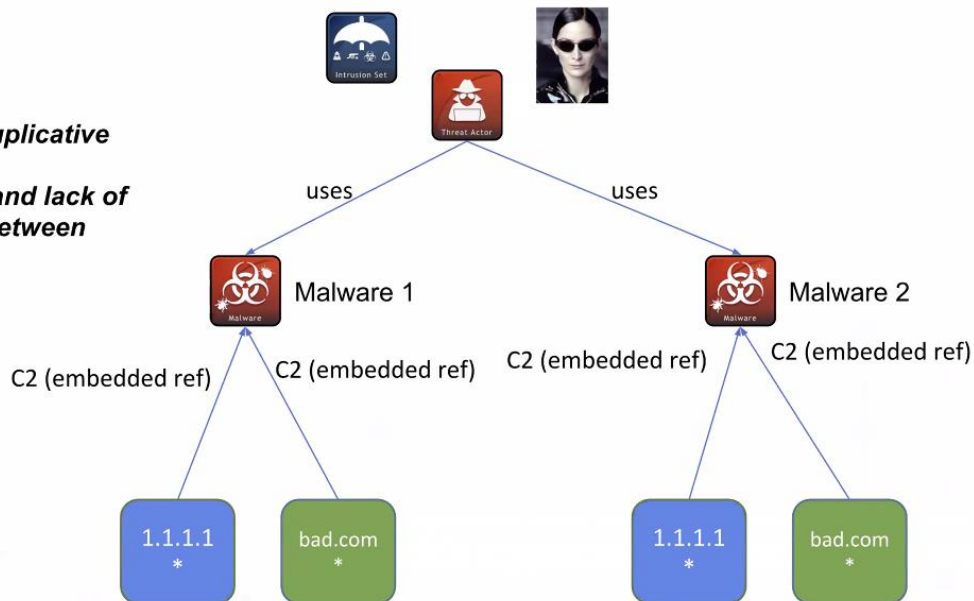 Intrusion Set
Threat Actor
uplicative
and lack of
etween
uses
uses
Malware
Malware 1
Malware
Malware 2
C2 (embedded ref)
C2 (embedded ref)
C2 (embedded ref)
C2 (embedded ref)
1.1.1.1
*
bad.com
*
1.1.1.1
*
bad.com
*